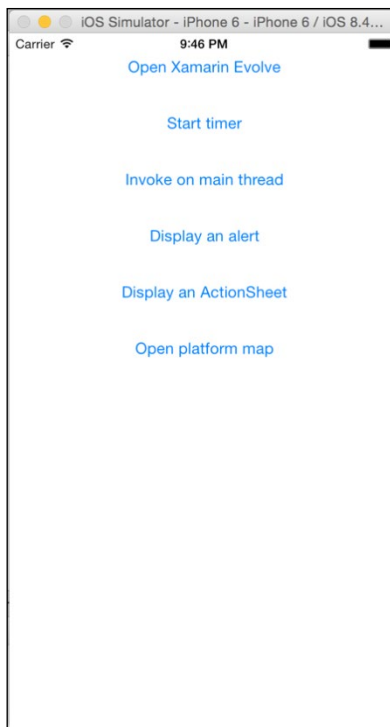 iOS Simulator - iPhone 6 - iPhone 6 / iOS 8.4...
Carrier 9:46 PM
Open Xamarin Evolve
Start timer
Invoke on main thread
Display an alert
Display an ActionSheet
Open platform map